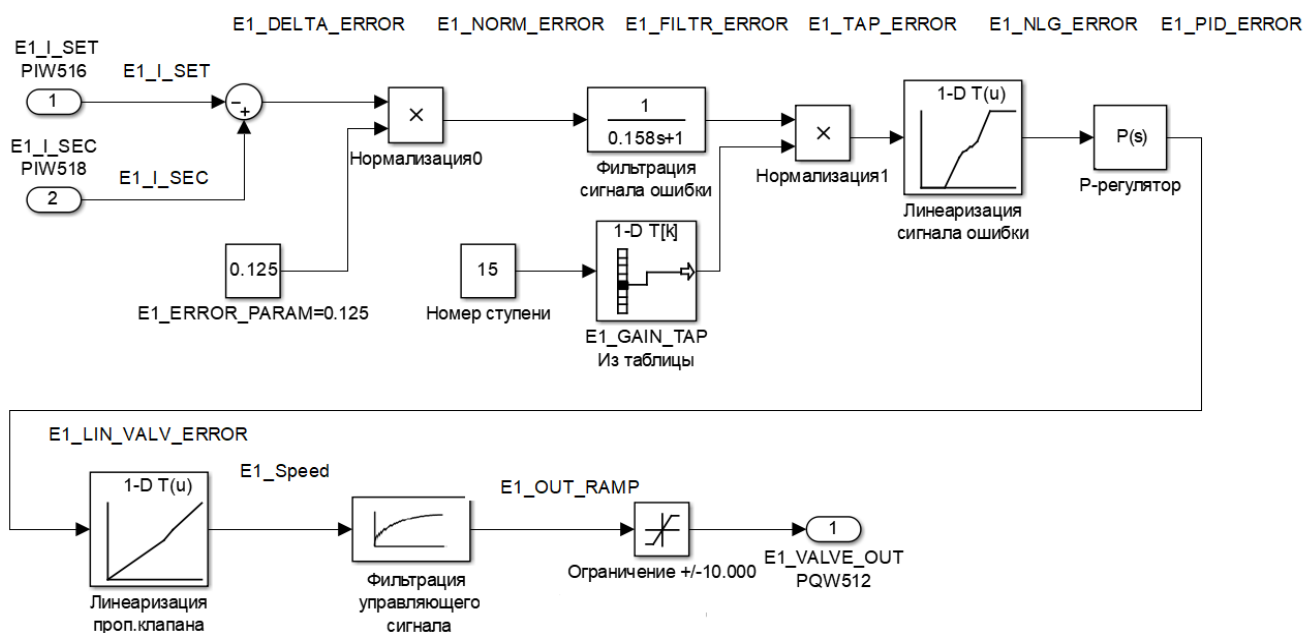 E1_DELTA_ERROR E1_NORM_ERROR E1_FILTR_ERROR E1_TAP_ERROR E1_NLG_ERROR E1_PID_ERROR
E1_I_SET
PIW516
1
E1_I_SET
E1_I_SEC
PIW518
2
E1_I_SEC
-
+
×
Нормализация0
0.125
E1_ERROR_PARAM=0.125
1
0.158s+1
Фильтрация
сигнала ошибки
15
Номер ступени
1-D T[k]
E1_GAIN_TAP
Из таблицы
×
Нормализация1
1-D T(u)
Линеаризация
сигнала ошибки
P(s)
Р-регулятор
E1_LIN_VALV_ERROR
1-D T(u)
Линеаризация
проп.клапана
E1_Speed
Фильтрация
управляющего
сигнала
E1_OUT_RAMP
Ограничение +/-10.000
1
E1_VALVE_OUT
PQW512